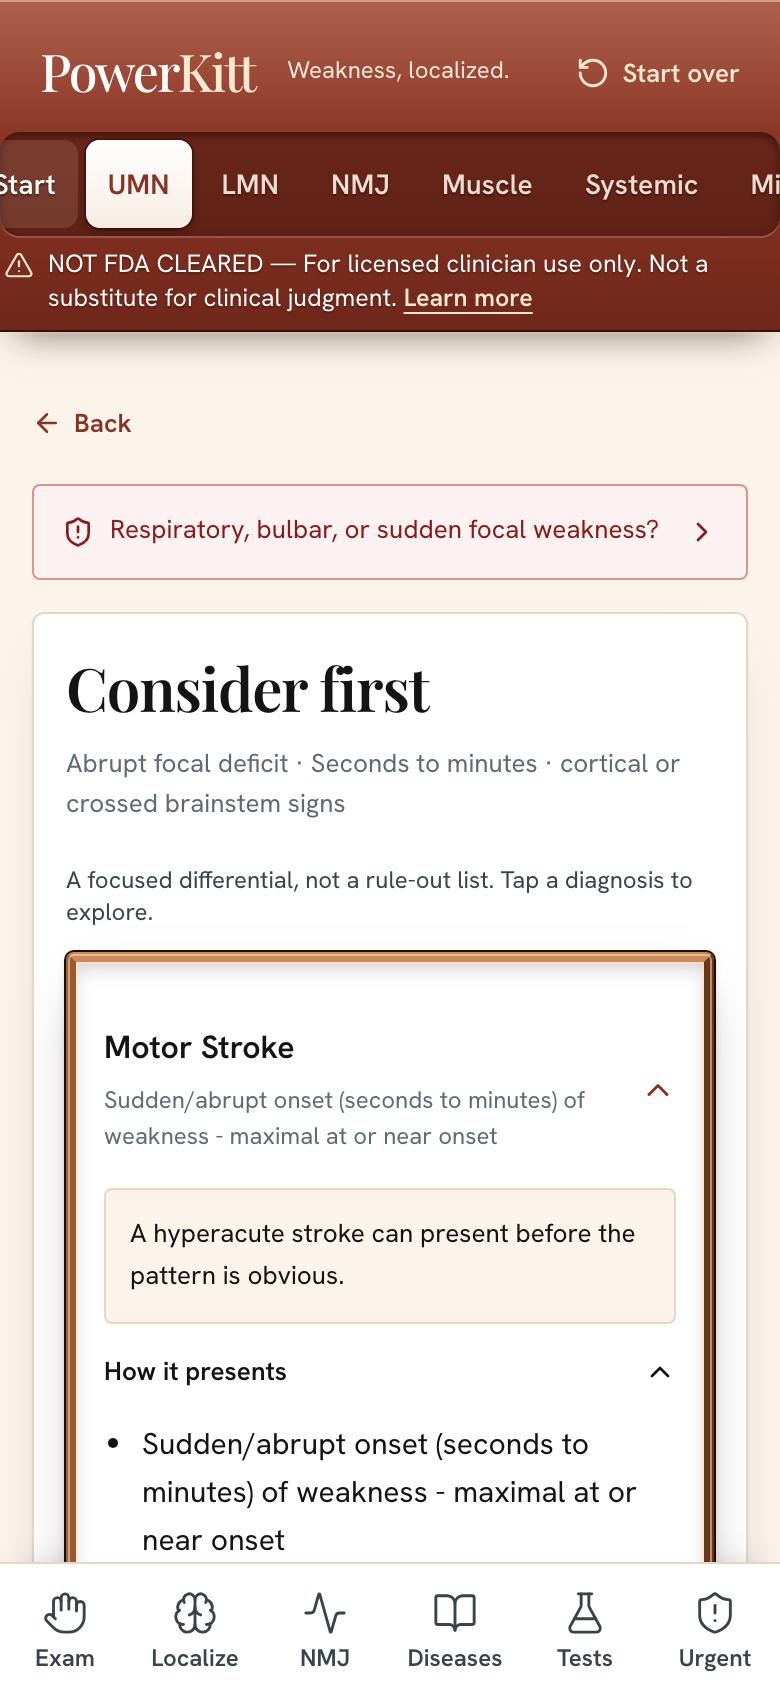 PowerKitt
Weakness, localized.
Start over
Start
UMN
LMN
NMJ
Muscle
Systemic
NOT FDA CLEARED — For licensed clinician use only. Not a
substitute for clinical judgment. Learn more
Back
Respiratory, bulbar, or sudden focal weakness?
Consider first
Abrupt focal deficit · Seconds to minutes · cortical or
crossed brainstem signs
A focused differential, not a rule-out list. Tap a diagnosis to
explore.
Motor Stroke
Sudden/abrupt onset (seconds to minutes) of
weakness - maximal at or near onset
A hyperacute stroke can present before the
pattern is obvious.
How it presents
• Sudden/abrupt onset (seconds to
minutes) of weakness - maximal at or
near onset
Exam
Localize
NMJ
Diseases
Tests
Urgent